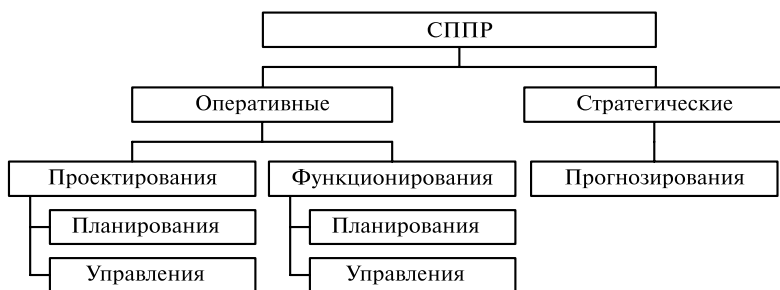 СППР
Оперативные
Стратегические
Проектирования
Функционирования
Прогнозирования
Планирования
Планирования
Управления
Управления